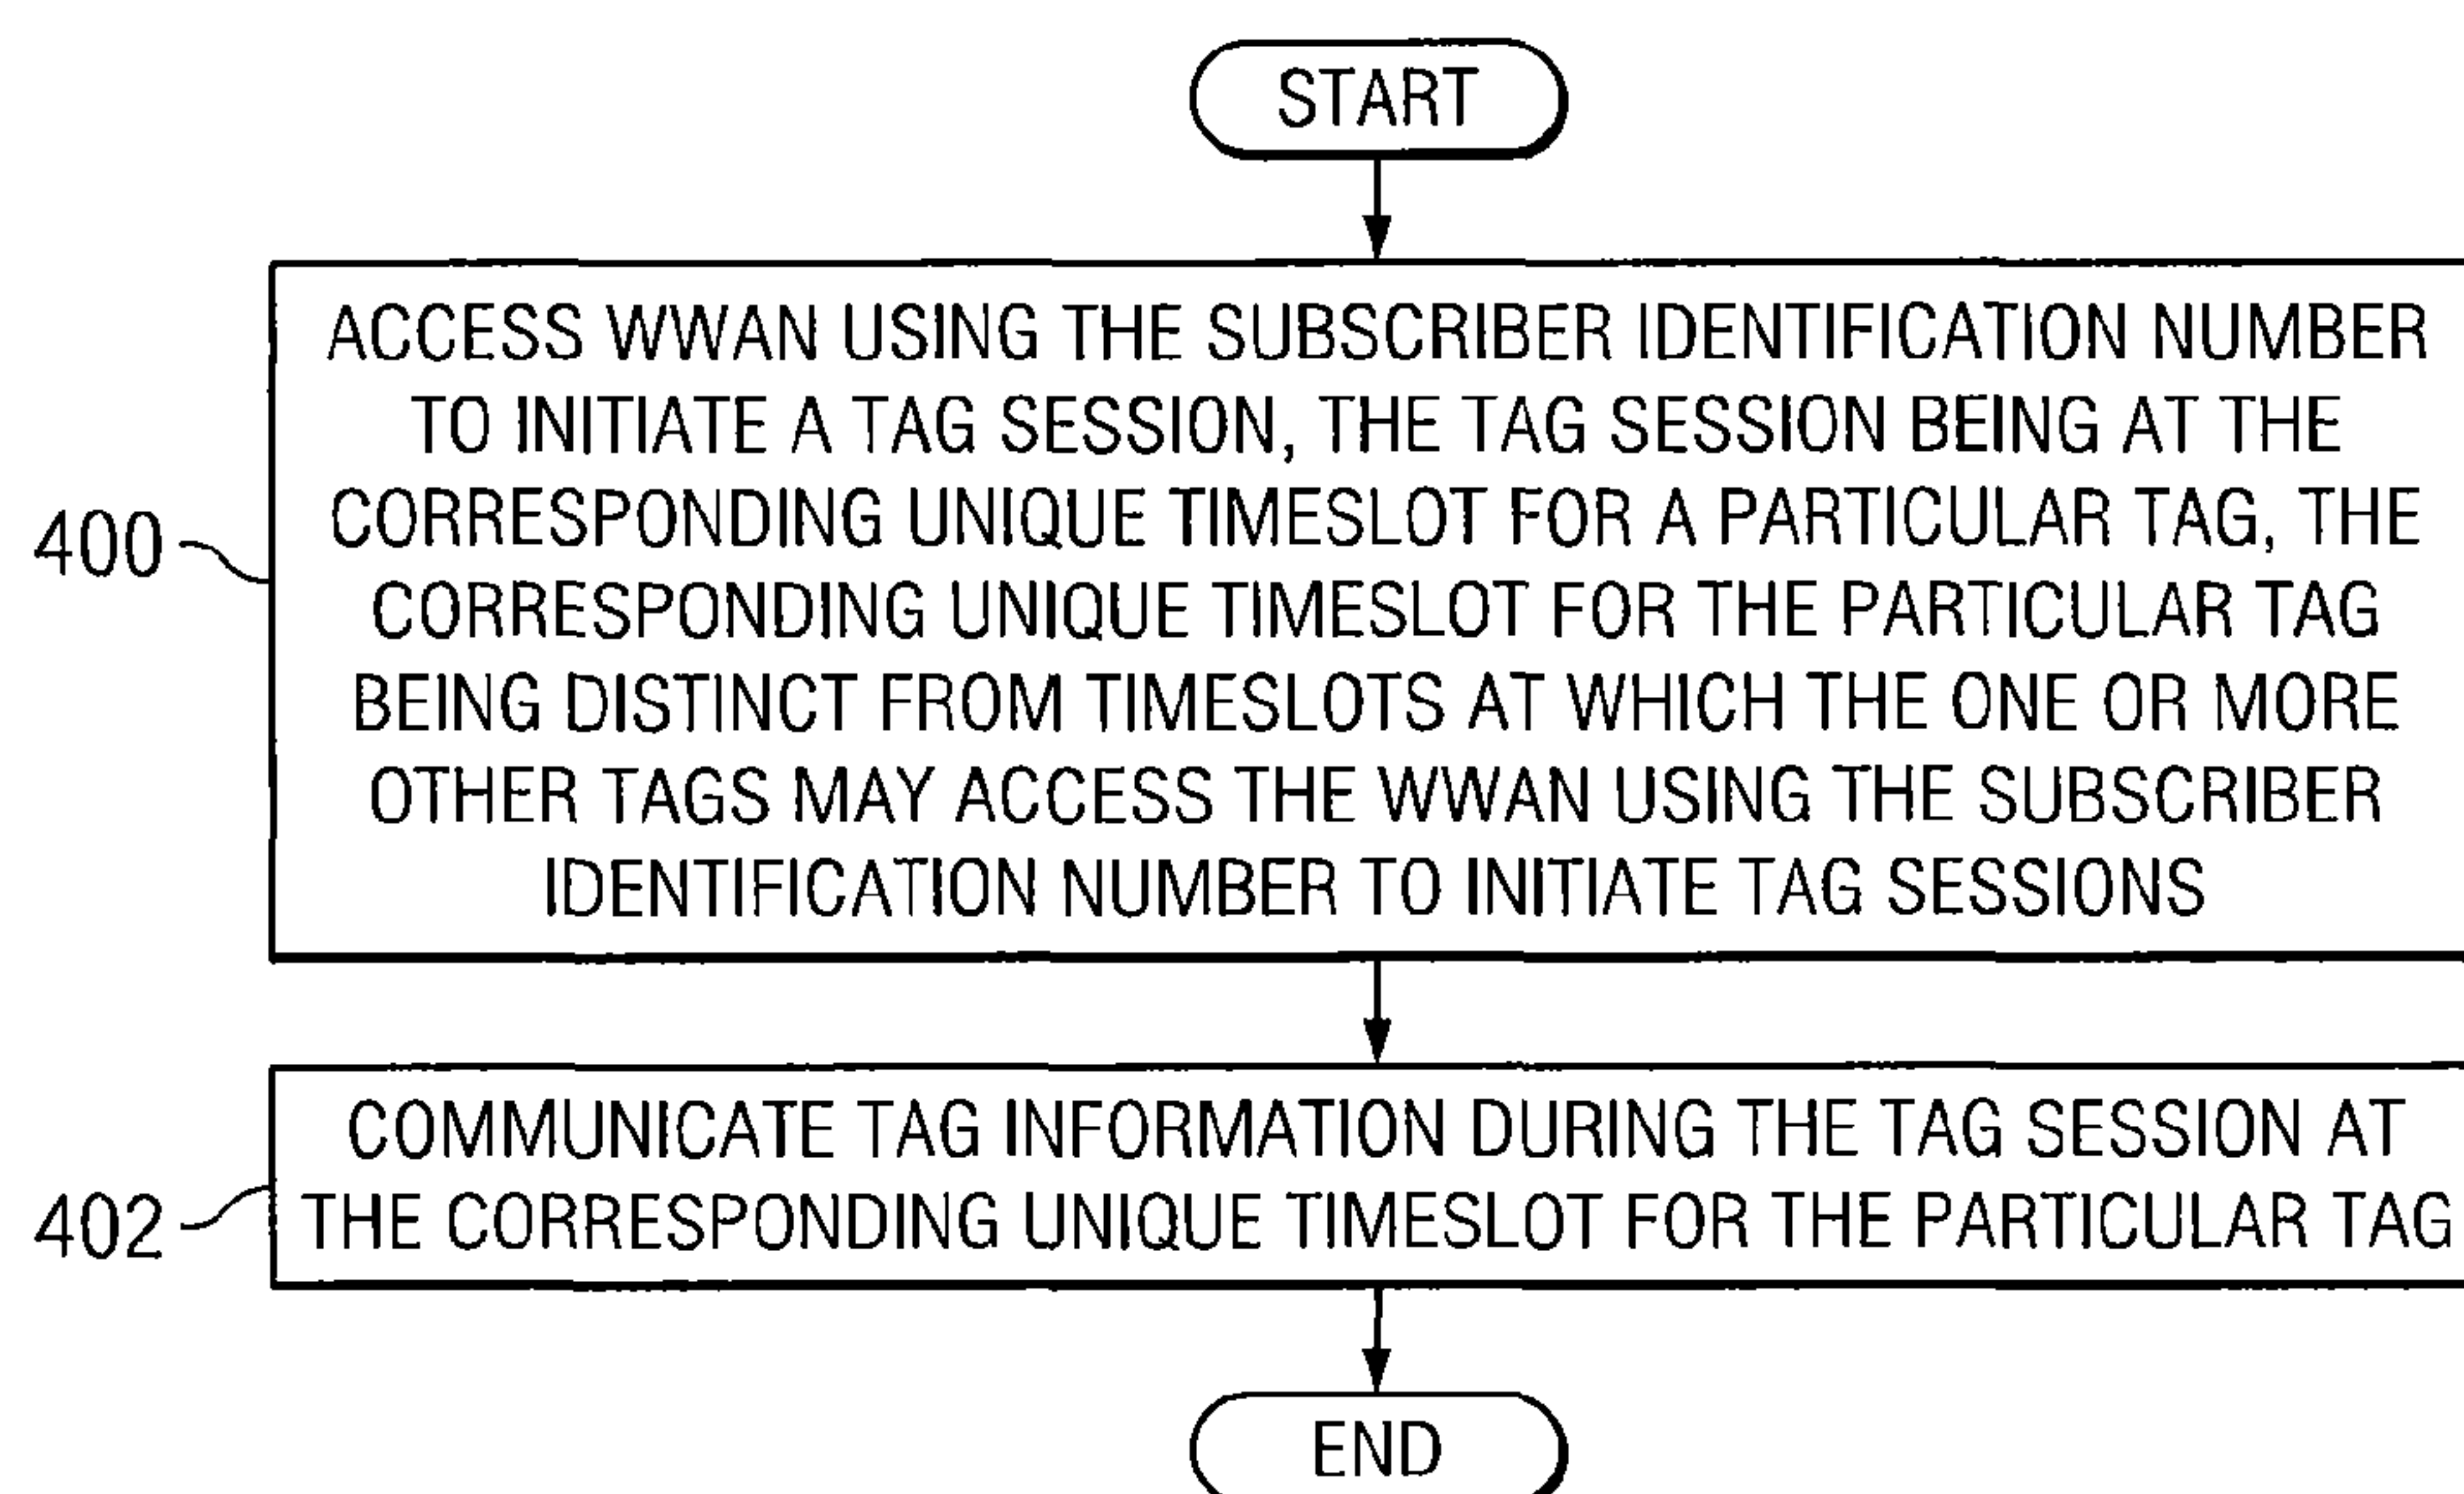 START
ACCESS WWAN USING THE SUBSCRIBER IDENTIFICATION NUMBER
TO INITIATE A TAG SESSION, THE TAG SESSION BEING AT THE
CORRESPONDING UNIQUE TIMESLOT FOR A PARTICULAR TAG, THE
CORRESPONDING UNIQUE TIMESLOT FOR THE PARTICULAR TAG
BEING DISTINCT FROM TIMESLOTS AT WHICH THE ONE OR MORE
OTHER TAGS MAY ACCESS THE WWAN USING THE SUBSCRIBER
IDENTIFICATION NUMBER TO INITIATE TAG SESSIONS
400
COMMUNICATE TAG INFORMATION DURING THE TAG SESSION AT
THE CORRESPONDING UNIQUE TIMESLOT FOR THE PARTICULAR TAG
402
END